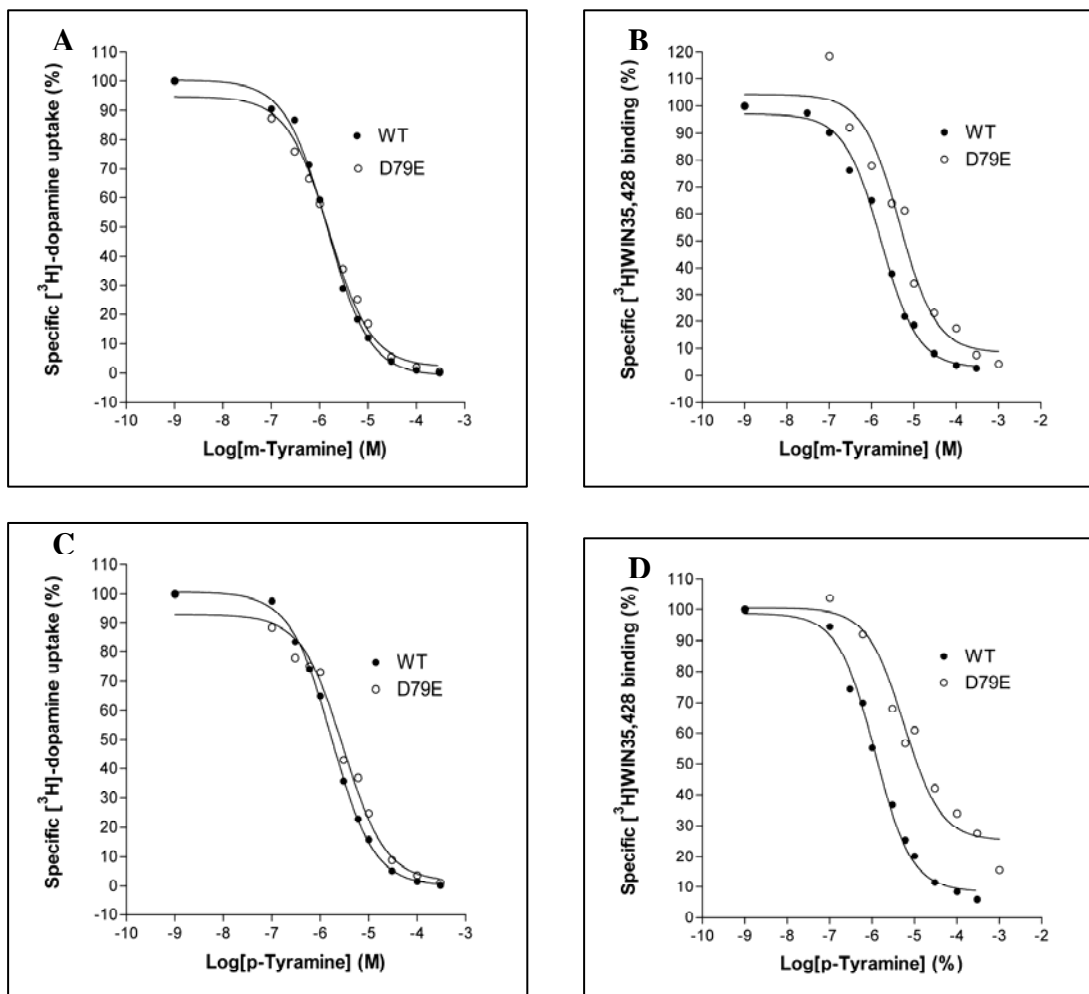 A
Specific [³H]-dopamine uptake (%)
110
100
90
80
70
60
50
40
30
20
10
0
-10
WT
D79E
-10 -9 -8 -7 -6 -5 -4 -3
Log[m-Tyramine] (M)
B
Specific [³H]WIN35,428 binding (%)
120
110
100
90
80
70
60
50
40
30
20
10
0
-10
WT
D79E
-10 -9 -8 -7 -6 -5 -4 -3 -2
Log[m-Tyramine] (M)
C
Specific [³H]-dopamine uptake (%)
110
100
90
80
70
60
50
40
30
20
10
0
-10
WT
D79E
-10 -9 -8 -7 -6 -5 -4 -3
Log[p-Tyramine] (M)
D
Specific [³H]WIN35,428 binding (%)
110
100
90
80
70
60
50
40
30
20
10
0
WT
D79E
-10 -9 -8 -7 -6 -5 -4 -3 -2
Log[p-Tyramine] (%)